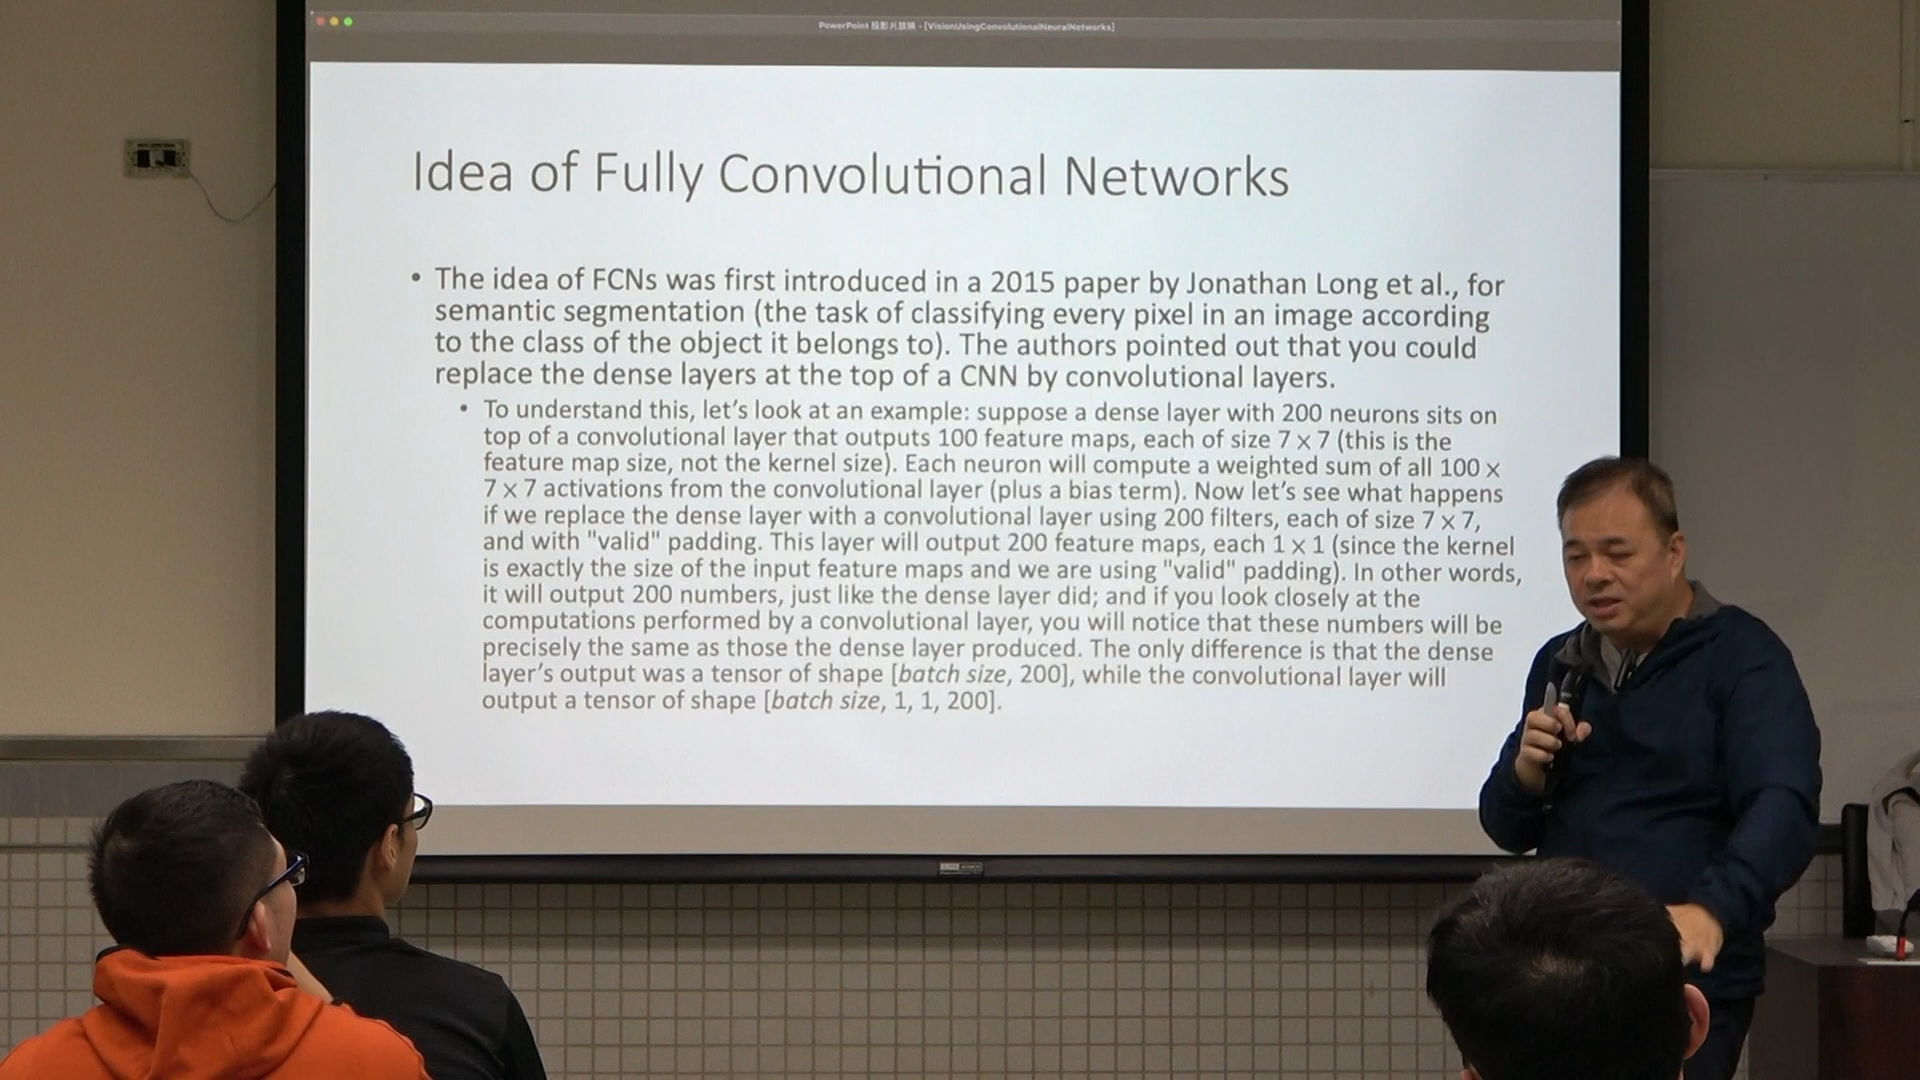 PowerPoint 投影片放映 - [VisionUsingConvolutionalNeuralNetworks]
Idea of Fully Convolutional Networks
• The idea of FCNs was first introduced in a 2015 paper by Jonathan Long et al., for
semantic segmentation (the task of classifying every pixel in an image according
to the class of the object it belongs to). The authors pointed out that you could
replace the dense layers at the top of a CNN by convolutional layers.
• To understand this, let's look at an example: suppose a dense layer with 200 neurons sits on
top of a convolutional layer that outputs 100 feature maps, each of size 7 × 7 (this is the
feature map size, not the kernel size). Each neuron will compute a weighted sum of all 100 ×
7 × 7 activations from the convolutional layer (plus a bias term). Now let's see what happens
if we replace the dense layer with a convolutional layer using 200 filters, each of size 7 × 7,
and with "valid" padding. This layer will output 200 feature maps, each 1 × 1 (since the kernel
is exactly the size of the input feature maps and we are using "valid" padding). In other words,
it will output 200 numbers, just like the dense layer did; and if you look closely at the
computations performed by a convolutional layer, you will notice that these numbers will be
precisely the same as those the dense layer produced. The only difference is that the dense
layer's output was a tensor of shape [batch size, 200], while the convolutional layer will
output a tensor of shape [batch size, 1, 1, 200].